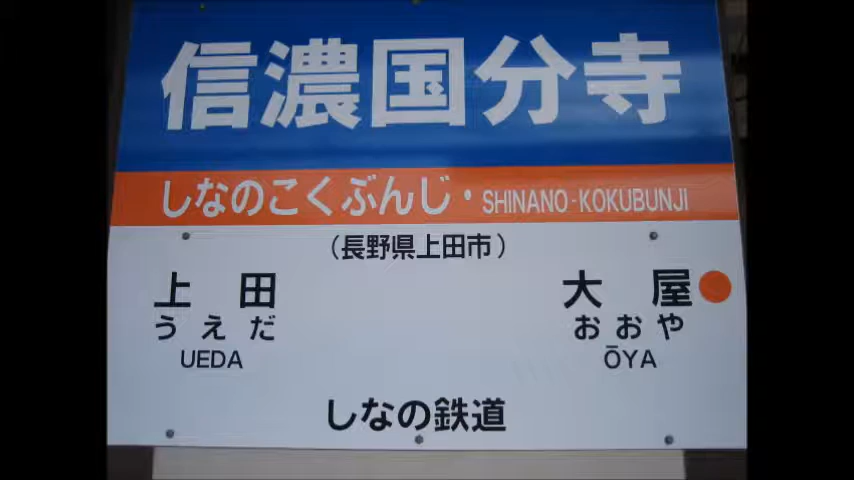 信濃国分寺
しなのこくぶんじ・SHINANO-KOKUBUNJI
（長野県上田市）
上田 大屋
うえだ おおや
UEDA ŌYA
しなの鉄道